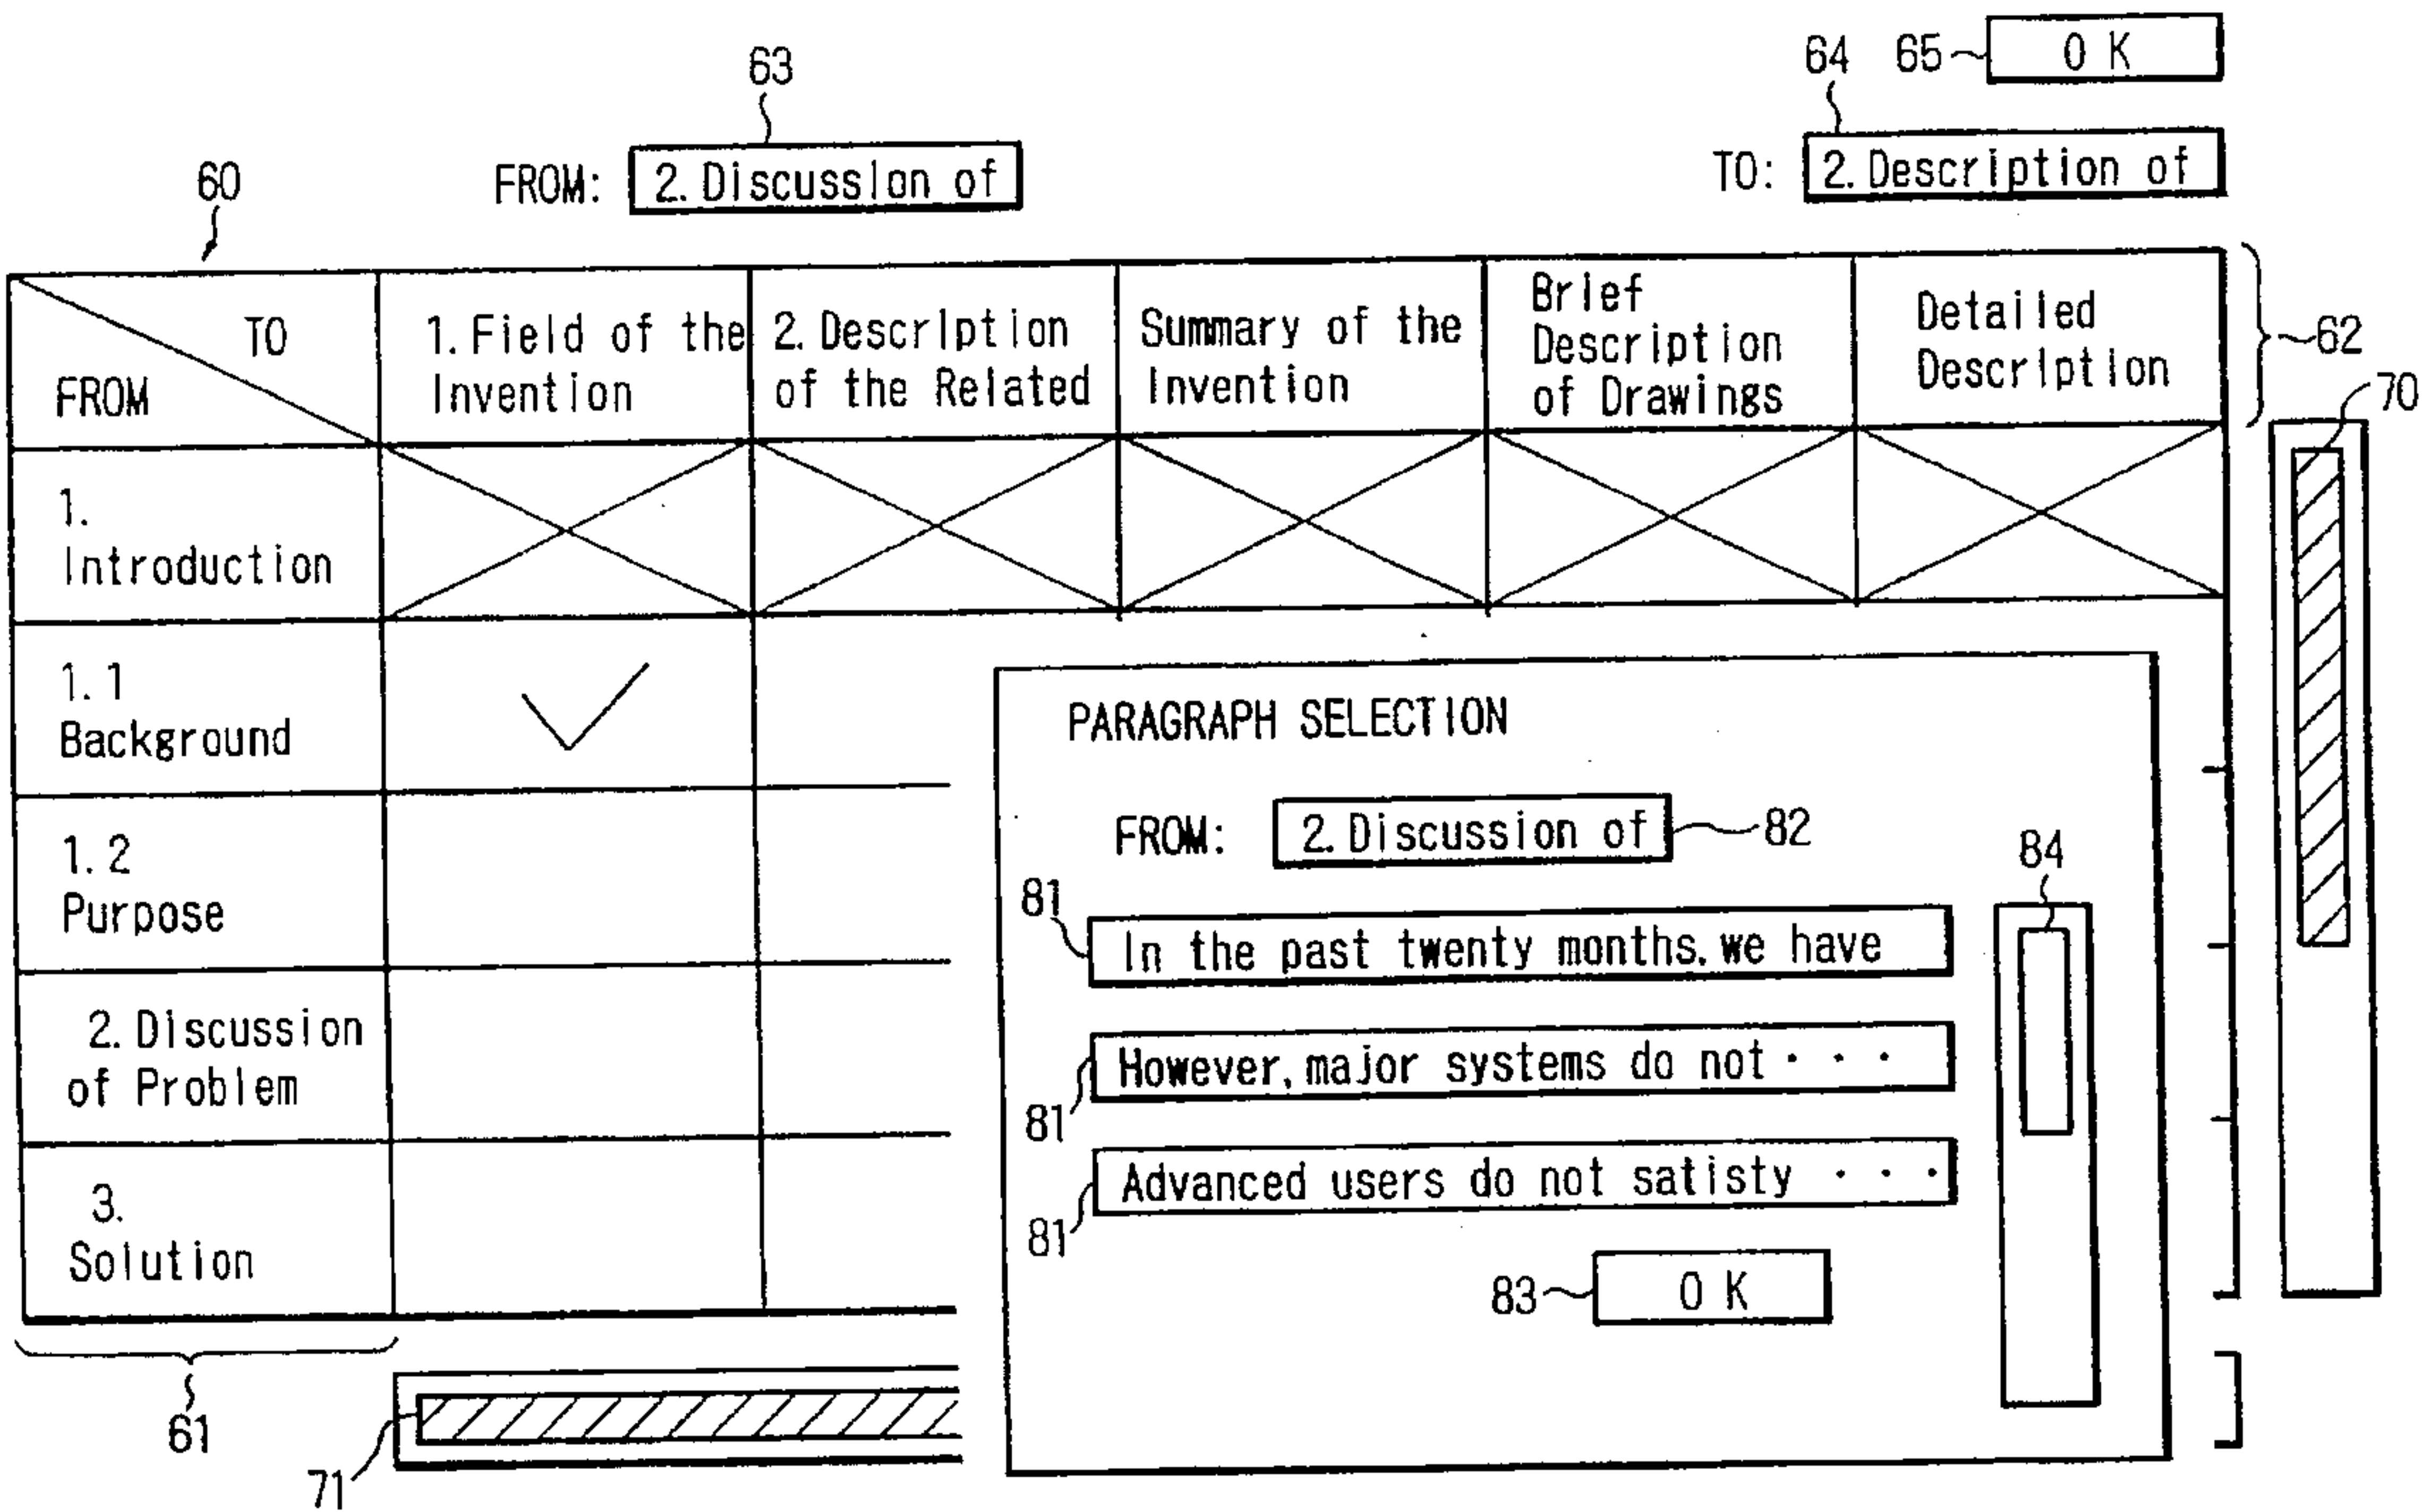 65
O K
63
64
FROM:
2. Discussion of
TO:
2. Description of
60
TO
FROM
1. Field of the
Invention
2. Description
of the Related
Summary of the
Invention
Brief
Description
of Drawings
Detailed
Description
62
70
1.
Introduction
1. 1
Background
1. 2
Purpose
2. Discussion
of Problem
3.
Solution
61
71
PARAGRAPH SELECTION
FROM:
2. Discussion of
82
84
81
In the past twenty months, we have
81
However, major systems do not · · ·
81
Advanced users do not satisty · · ·
83
O K